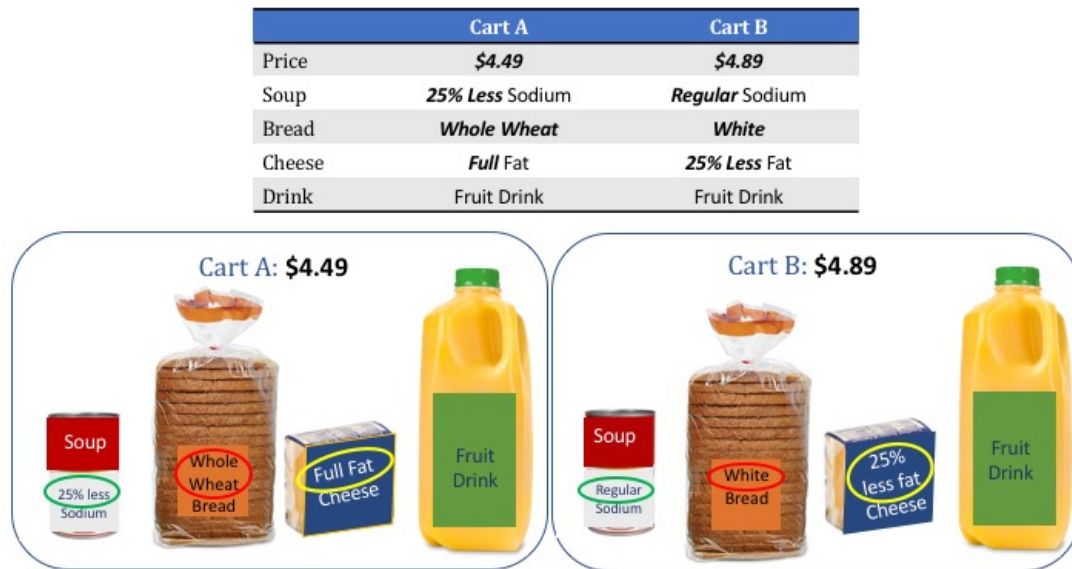 Cart A Cart B
Price $4.49 $4.89
Soup 25% Less Sodium Regular Sodium
Bread Whole Wheat White
Cheese Full Fat 25% Less Fat
Drink Fruit Drink Fruit Drink
Cart A: $4.49
Soup
25% less
Sodium
Whole
Wheat
Bread
Full Fat
Cheese
Fruit
Drink
Cart B: $4.89
Soup
Regular
Sodium
White
Bread
25%
less fat
Cheese
Fruit
Drink